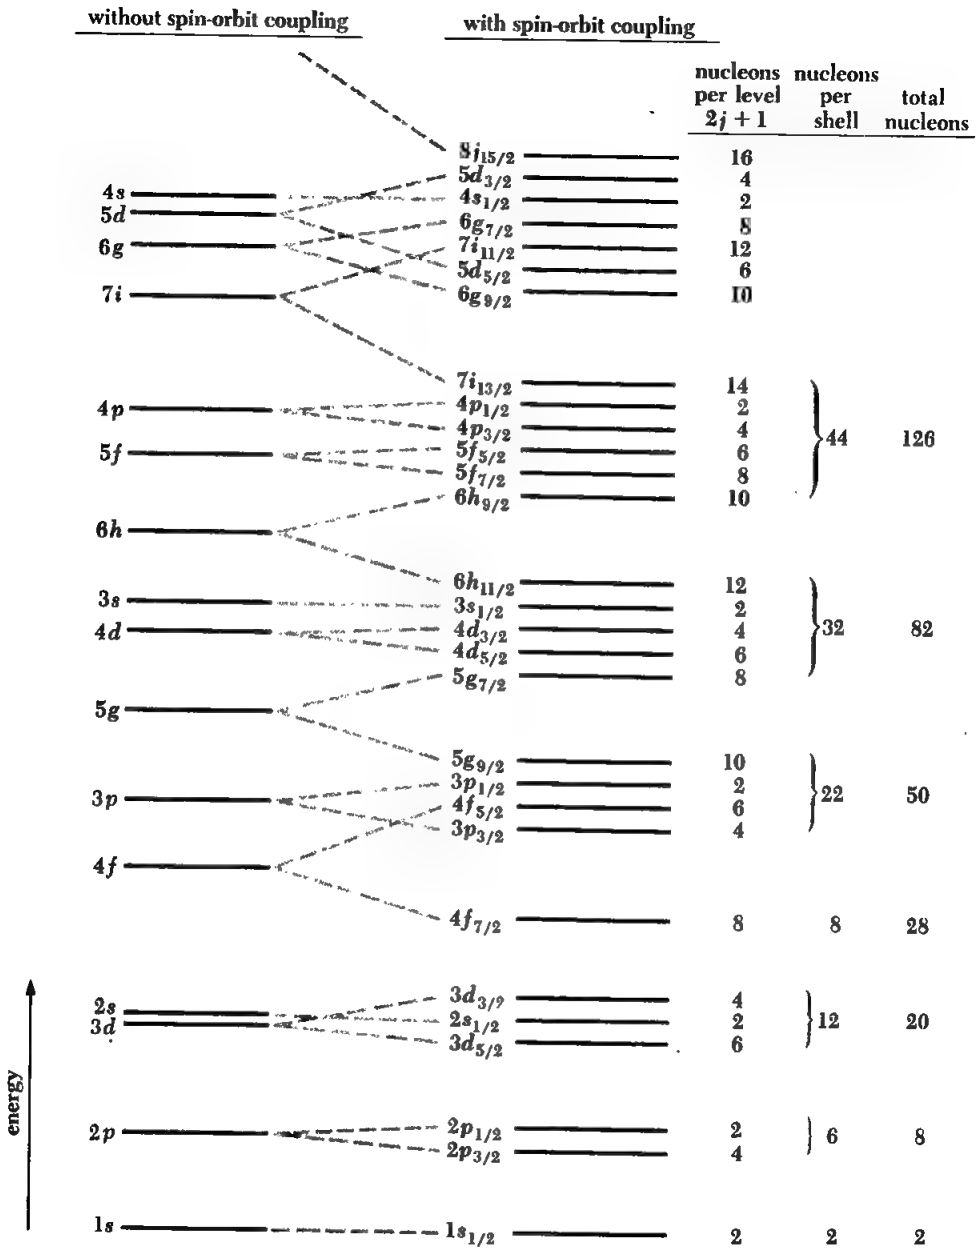 without spin-orbit coupling with spin-orbit coupling
nucleons nucleons
per level per total
2j + 1 shell nucleons
8j15/2 16
5d3/2 4
4s 4s1/2 2
5d
6g7/2 8
6g 7i11/2 12
5d5/2 6
7i 6g9/2 10
7i13/2 14
4p 4p1/2 2
4p3/2 4 44 126
5f 5f5/2 6
5f7/2 8
6h9/2 10
6h
6h11/2 12
3s 3s1/2 2
4d 4d3/2 4 32 82
4d5/2 6
5g7/2 8
5g
5g9/2 10
3p 3p1/2 2 22 50
4f5/2 6
3p3/2 4
4f
4f7/2 8 8 28
3d3/2 4
2s 2s1/2 2 12 20
3d
3d5/2 6
energy
2p 2p1/2 2 6 8
2p3/2 4
1s 1s1/2 2 2 2